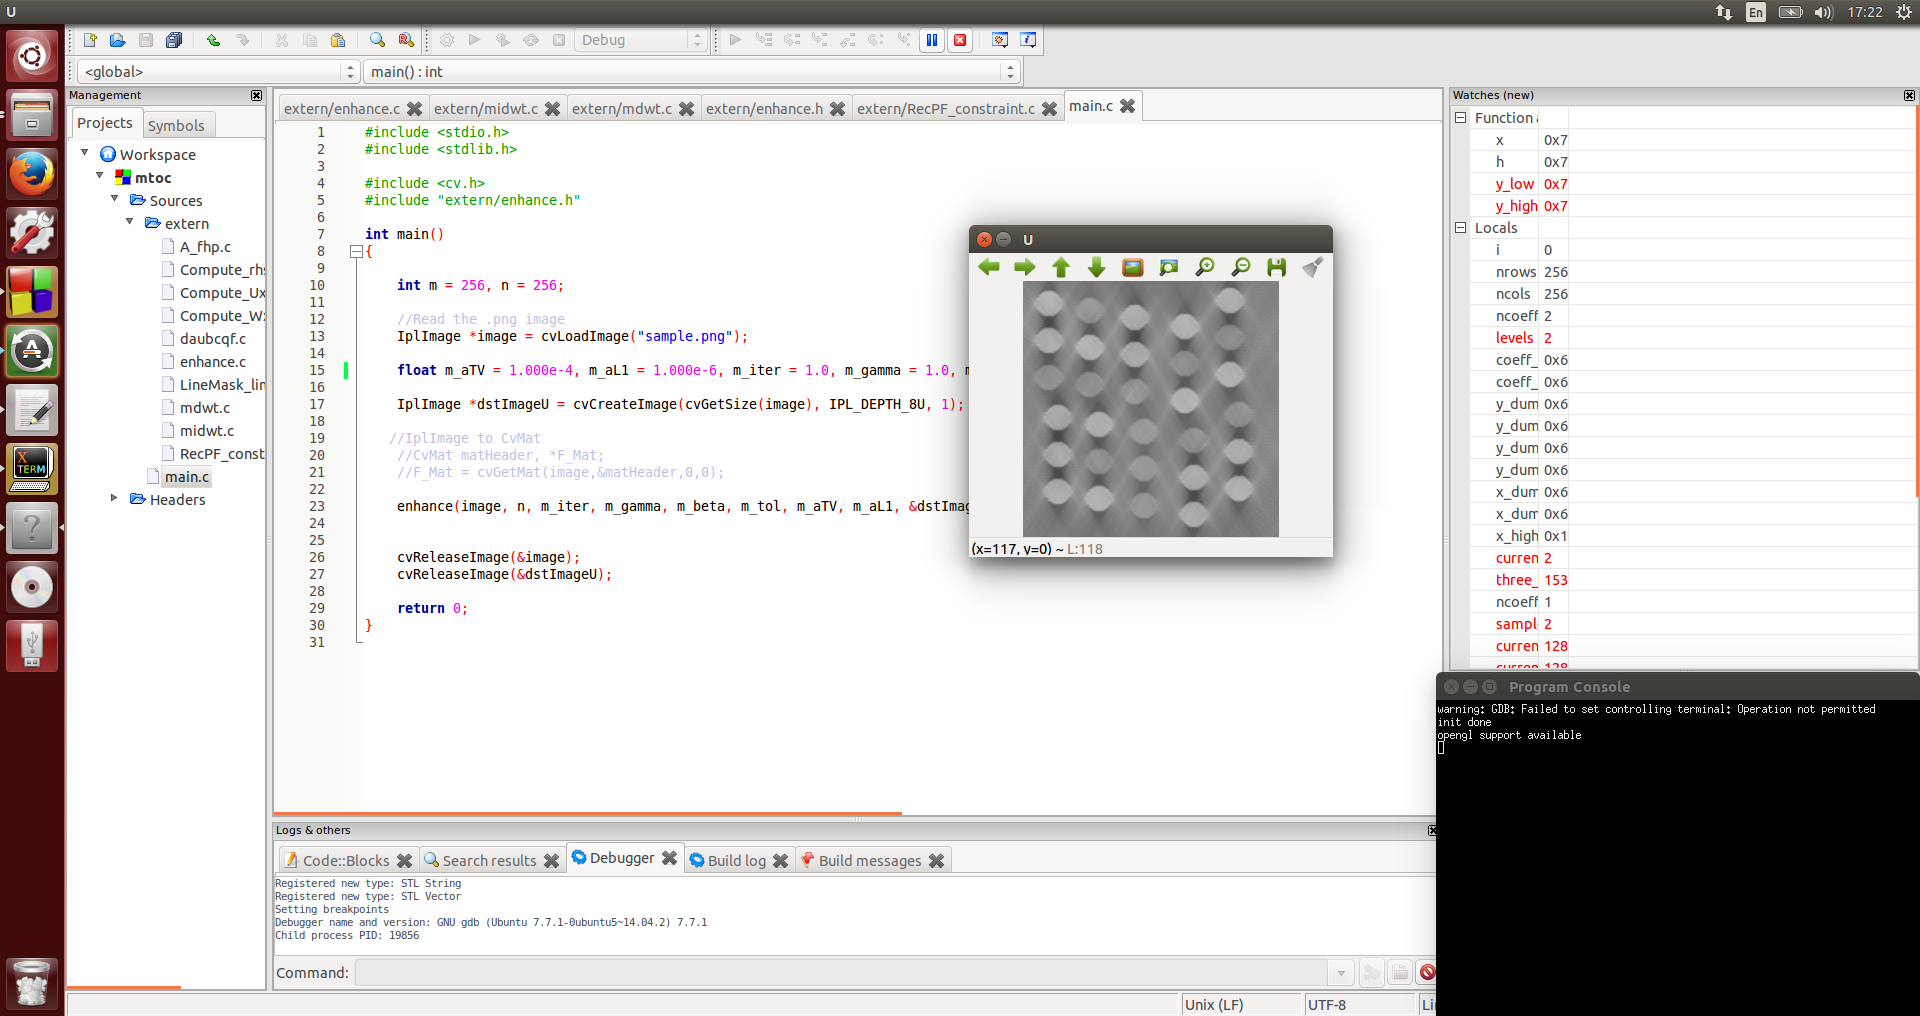 U
En
17:22
Debug
<global>
main() : int
Management
Projects
Symbols
Workspace
mtoc
Sources
extern
A_fhp.c
Compute_rhs
Compute_Ux
Compute_Wx
daubcqf.c
enhance.c
LineMask_lim
mdwt.c
midwt.c
RecPF_const
main.c
Headers
extern/enhance.c
extern/midwt.c
extern/mdwt.c
extern/enhance.h
extern/RecPF_constraint.c
main.c
1 #include <stdio.h>
2 #include <stdlib.h>
3
4 #include <cv.h>
5 #include "extern/enhance.h"
6
7 int main()
8 {
9
10 int m = 256, n = 256;
11
12 //Read the .png image
13 IplImage *image = cvLoadImage("sample.png");
14
15 float m_aTV = 1.000e-4, m_aL1 = 1.000e-6, m_iter = 1.0, m_gamma = 1.0,
16
17 IplImage *dstImageU = cvCreateImage(cvGetSize(image), IPL_DEPTH_8U, 1);
18
19 //IplImage to CvMat
20 //CvMat matHeader, *F_Mat;
21 //F_Mat = cvGetMat(image,&matHeader,0,0);
22
23 enhance(image, n, m_iter, m_gamma, m_beta, m_tol, m_aTV, m_aL1, &dstImag
24
25
26 cvReleaseImage(&image);
27 cvReleaseImage(&dstImageU);
28
29 return 0;
30 }
31
U
(x=117, y=0) ~ L:118
Watches (new)
Function
x 0x7
h 0x7
y_low 0x7
y_high 0x7
Locals
i 0
nrows 256
ncols 256
ncoeff 2
levels 2
coeff_ 0x6
coeff_ 0x6
y_dum 0x6
y_dum 0x6
y_dum 0x6
y_dum 0x6
x_dum 0x6
x_dum 0x6
x_high 0x1
curren 2
three_ 153
ncoeff 1
sampl 2
curren 128
curren 128
Program Console
warning: GDB: Failed to set controlling terminal: Operation not permitted
init done
opengl support available
Logs & others
Code::Blocks
Search results
Debugger
Build log
Build messages
Registered new type: STL String
Registered new type: STL Vector
Setting breakpoints
Debugger name and version: GNU gdb (Ubuntu 7.7.1-0ubuntu5~14.04.2) 7.7.1
Child process PID: 19856
Command:
Unix (LF)
UTF-8
Li
X
TERM